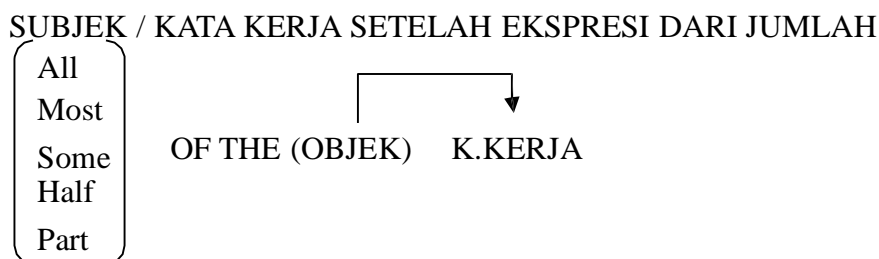 SUBJEK / KATA KERJA SETELAH EKSPRESI DARI JUMLAH
All
Most
Some
Half
Part
OF THE (OBJEK) K.KERJA